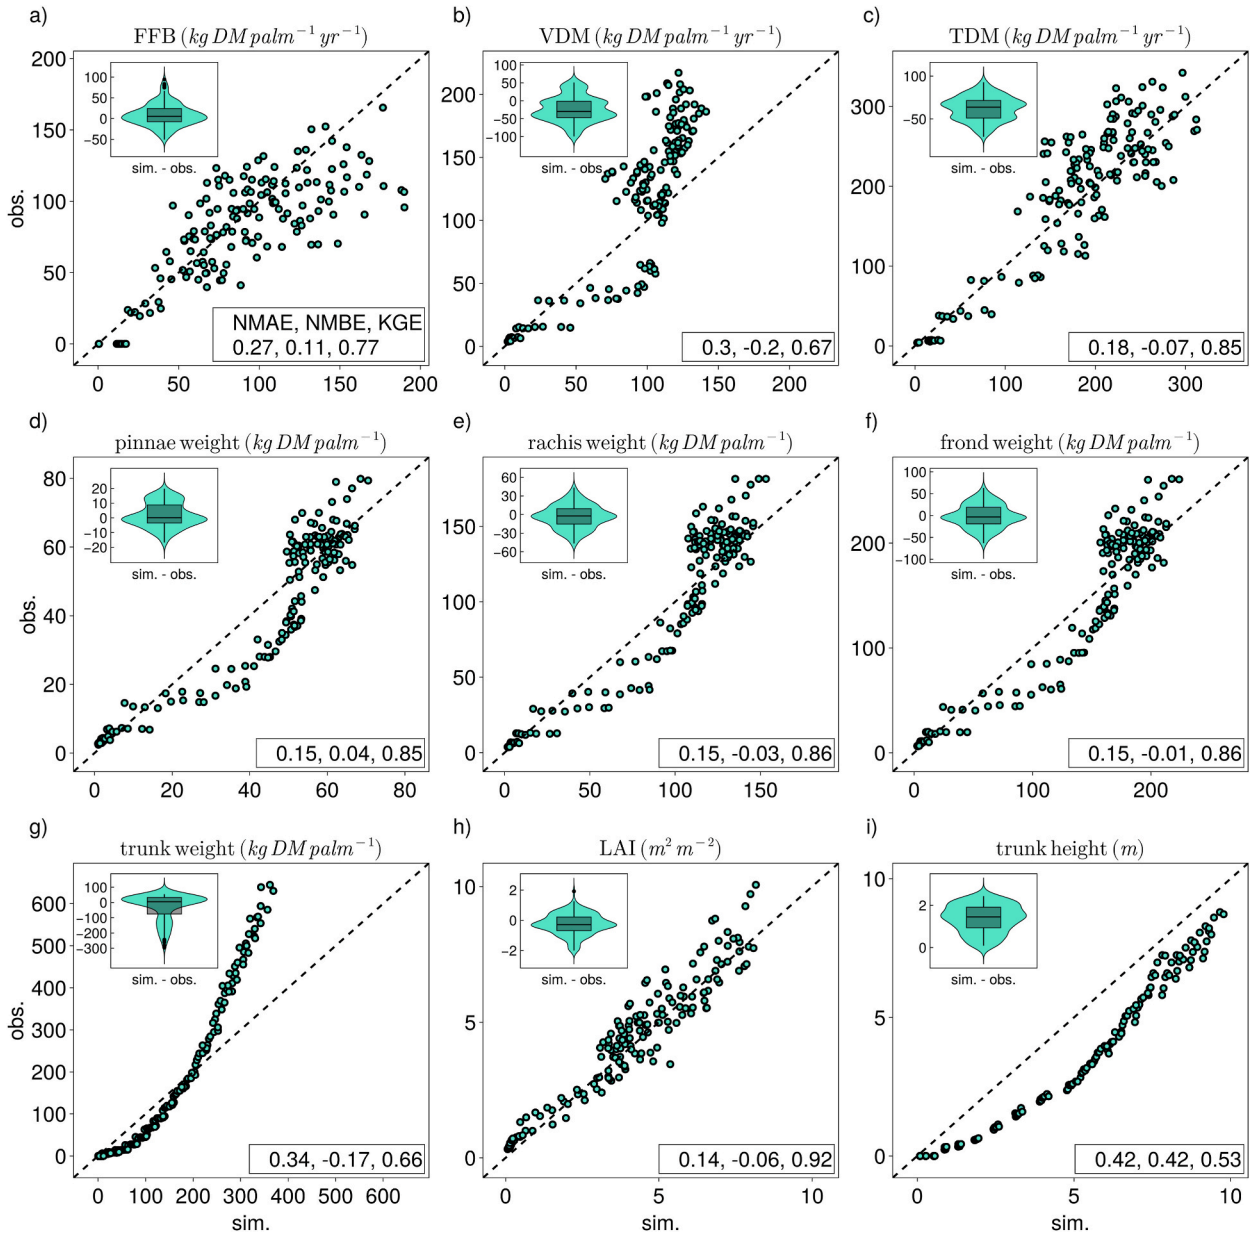 a)
FFB (kg DM palm⁻¹ yr⁻¹)
200
150
100
50
0
obs.
100
50
0
−50
sim. - obs.
NMAE, NMBE, KGE
0.27, 0.11, 0.77
0 50 100 150 200
b)
VDM (kg DM palm⁻¹ yr⁻¹)
200
150
100
50
0
100
50
0
−50
−100
sim. - obs.
0.3, -0.2, 0.67
0 50 100 150 200
c)
TDM (kg DM palm⁻¹ yr⁻¹)
300
200
100
0
100
50
−50
sim. - obs.
0.18, -0.07, 0.85
0 100 200 300
d)
pinnae weight (kg DM palm⁻¹)
80
60
40
20
0
obs.
20
10
0
−10
−20
sim. - obs.
0.15, 0.04, 0.85
0 20 40 60 80
e)
rachis weight (kg DM palm⁻¹)
150
100
50
0
60
30
0
−30
−60
sim. - obs.
0.15, -0.03, 0.86
0 50 100 150
f)
frond weight (kg DM palm⁻¹)
200
100
0
100
50
0
−50
−100
sim. - obs.
0.15, -0.01, 0.86
0 100 200
g)
trunk weight (kg DM palm⁻¹)
600
500
400
300
200
100
0
obs.
100
0
−100
−200
−300
sim. - obs.
0.34, -0.17, 0.66
0 100 200 300 400 500 600
sim.
h)
LAI (m² m⁻²)
10
5
0
2
0
−2
sim. - obs.
0.14, -0.06, 0.92
0 5 10
sim.
i)
trunk height (m)
10
5
0
2
0
sim. - obs.
0.42, 0.42, 0.53
0 5 10
sim.